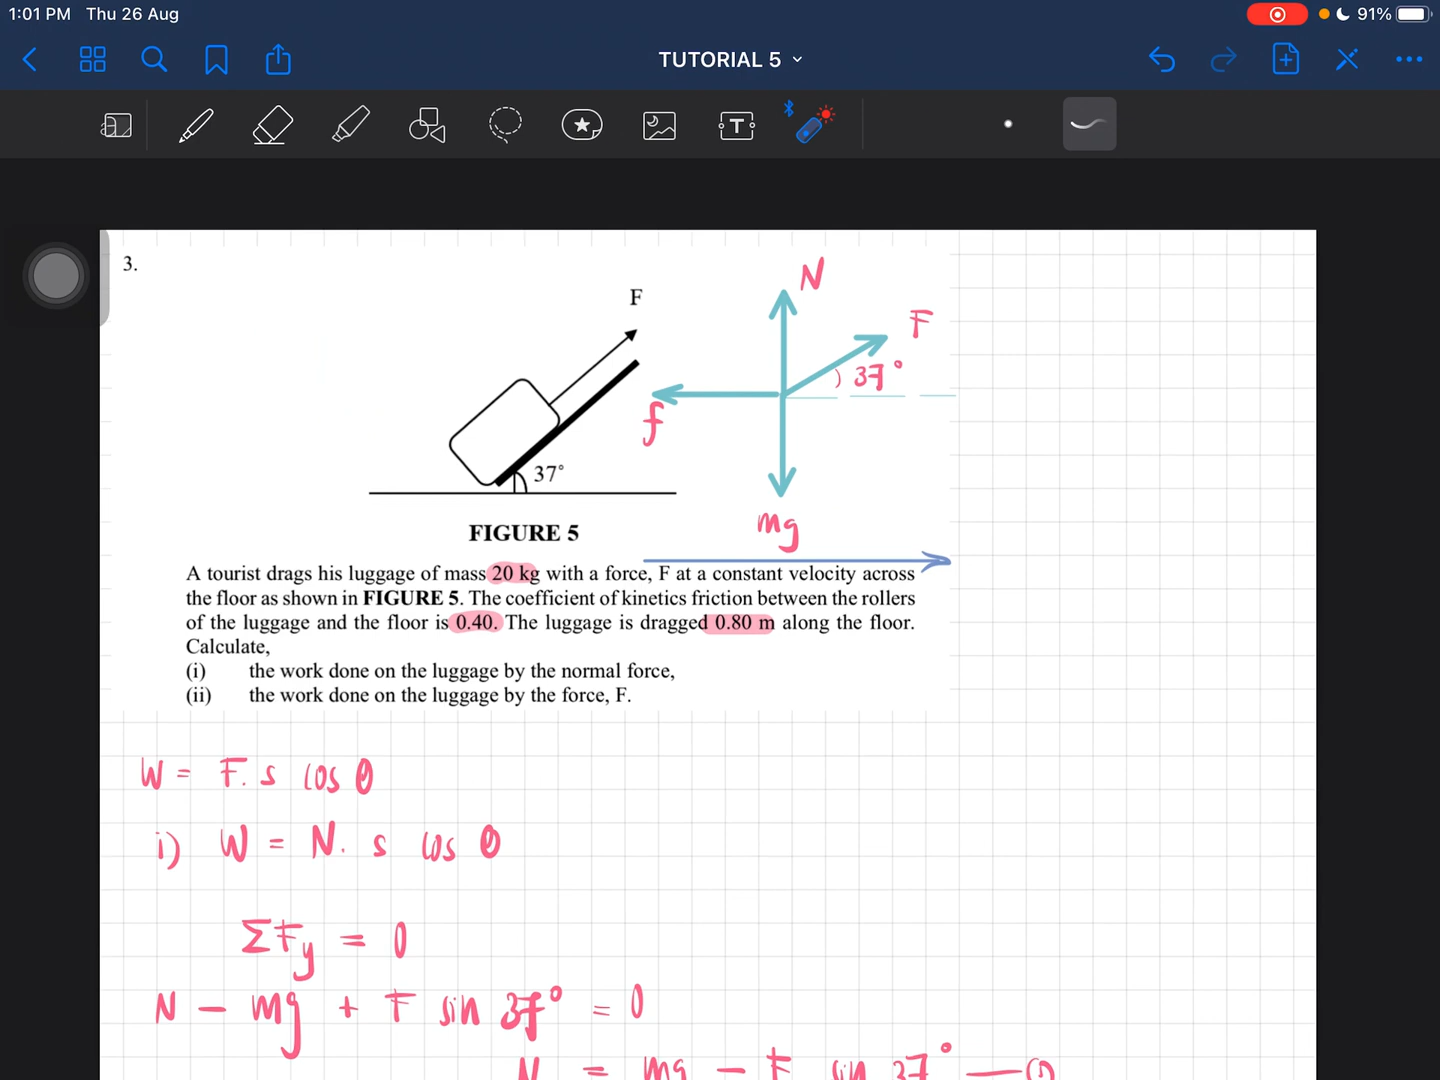 1:01 PM Thu 26 Aug
91%
TUTORIAL 5
3.
F
37°
FIGURE 5
N
F
37°
f
mg
A tourist drags his luggage of mass 20 kg with a force, F at a constant velocity across
the floor as shown in FIGURE 5. The coefficient of kinetics friction between the rollers
of the luggage and the floor is 0.40. The luggage is dragged 0.80 m along the floor.
Calculate,
(i) the work done on the luggage by the normal force,
(ii) the work done on the luggage by the force, F.
W = F. s cos θ
i) W = N. s cos θ
ΣFy = 0
N - mg + F sin 37° = 0
N = mg - F sin 37° —(1)